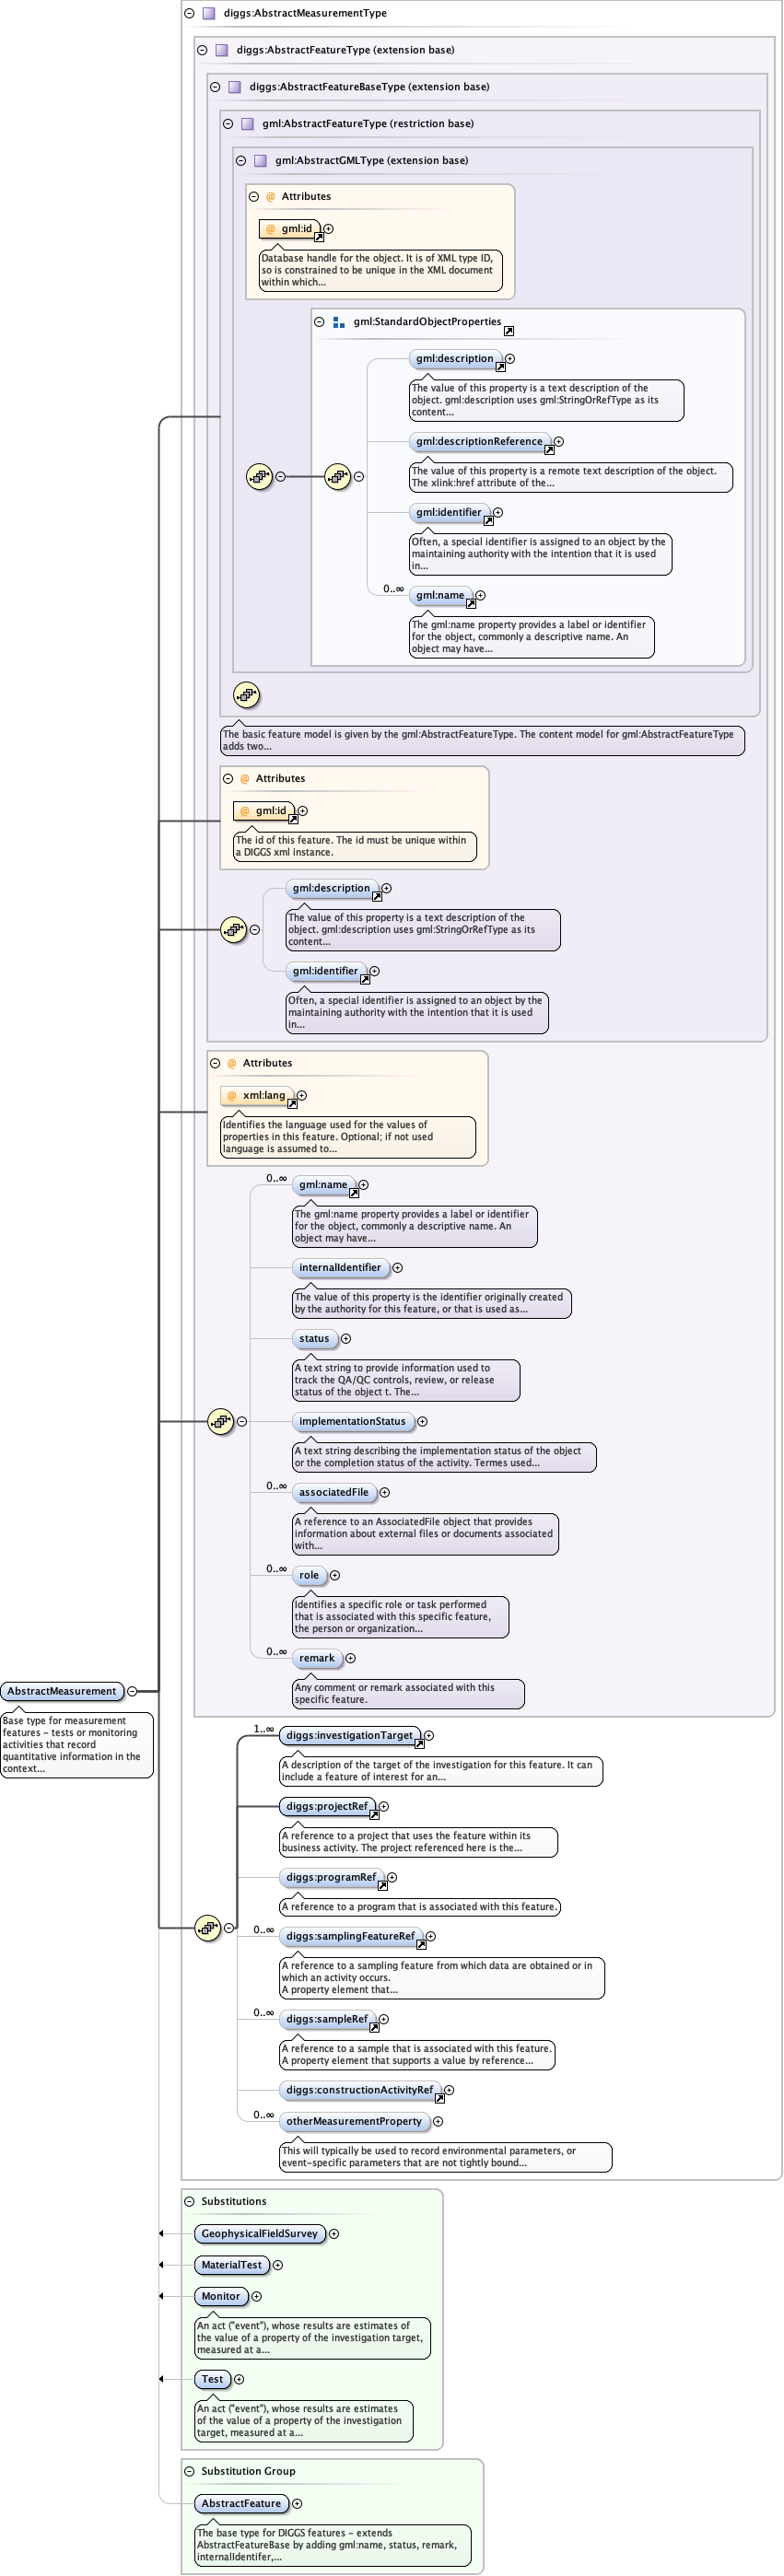 diggs:AbstractMeasurementType
diggs:AbstractFeatureType (extension base)
diggs:AbstractFeatureBaseType (extension base)
gml:AbstractFeatureType (restriction base)
gml:AbstractGMLType (extension base)
@ Attributes
@ gml:id
Database handle for the object. It is of XML type ID,
so is constrained to be unique in the XML document
within which...
gml:StandardObjectProperties
gml:description
The value of this property is a text description of the
object. gml:description uses gml:StringOrRefType as its
content...
gml:descriptionReference
The value of this property is a remote text description of the object.
The xlink:href attribute of the...
gml:identifier
Often, a special identifier is assigned to an object by the
maintaining authority with the intention that it is used
in...
0..∞ gml:name
The gml:name property provides a label or identifier
for the object, commonly a descriptive name. An
object may have...
The basic feature model is given by the gml:AbstractFeatureType. The content model for gml:AbstractFeatureType
adds two...
@ Attributes
@ gml:id
The id of this feature. The id must be unique within
a DIGGS xml instance.
gml:description
The value of this property is a text description of the
object. gml:description uses gml:StringOrRefType as its
content...
gml:identifier
Often, a special identifier is assigned to an object by the
maintaining authority with the intention that it is used
in...
@ Attributes
@ xml:lang
Identifies the language used for the values of
properties in this feature. Optional; if not used
language is assumed to...
0..∞ gml:name
The gml:name property provides a label or identifier
for the object, commonly a descriptive name. An
object may have...
internalIdentifier
The value of this property is the identifier originally created
by the authority for this feature, or that is used as...
status
A text string to provide information used to
track the QA/QC controls, review, or release
status of the object t. The...
implementationStatus
A text string describing the implementation status of the object
or the completion status of the activity. Termes used...
0..∞ associatedFile
A reference to an AssociatedFile object that provides
information about external files or documents associated
with...
0..∞ role
Identifies a specific role or task performed
that is associated with this specific feature,
the person or organization...
0..∞ remark
Any comment or remark associated with this
specific feature.
AbstractMeasurement
Base type for measurement
features - tests or monitoring
activities that record
quantitative information in the
context...
1..∞ diggs:investigationTarget
A description of the target of the investigation for this feature. It can
include a feature of interest for an...
diggs:projectRef
A reference to a project that uses the feature within its
business activity. The project referenced here is the...
diggs:programRef
A reference to a program that is associated with this feature.
0..∞ diggs:samplingFeatureRef
A reference to a sampling feature from which data are obtained or in
which an activity occurs.
A property element that...
0..∞ diggs:sampleRef
A reference to a sample that is associated with this feature.
A property element that supports a value by reference...
diggs:constructionActivityRef
0..∞ otherMeasurementProperty
This will typically be used to record environmental parameters, or
event-specific parameters that are not tightly bound...
Substitutions
GeophysicalFieldSurvey
MaterialTest
Monitor
An act ("event"), whose results are estimates of
the value of a property of the investigation target,
measured at a...
Test
An act ("event"), whose results are estimates
of the value of a property of the investigation
target, measured at a...
Substitution Group
AbstractFeature
The base type for DIGGS features - extends
AbstractFeatureBase by adding gml:name, status, remark,
internalIdentifer,...